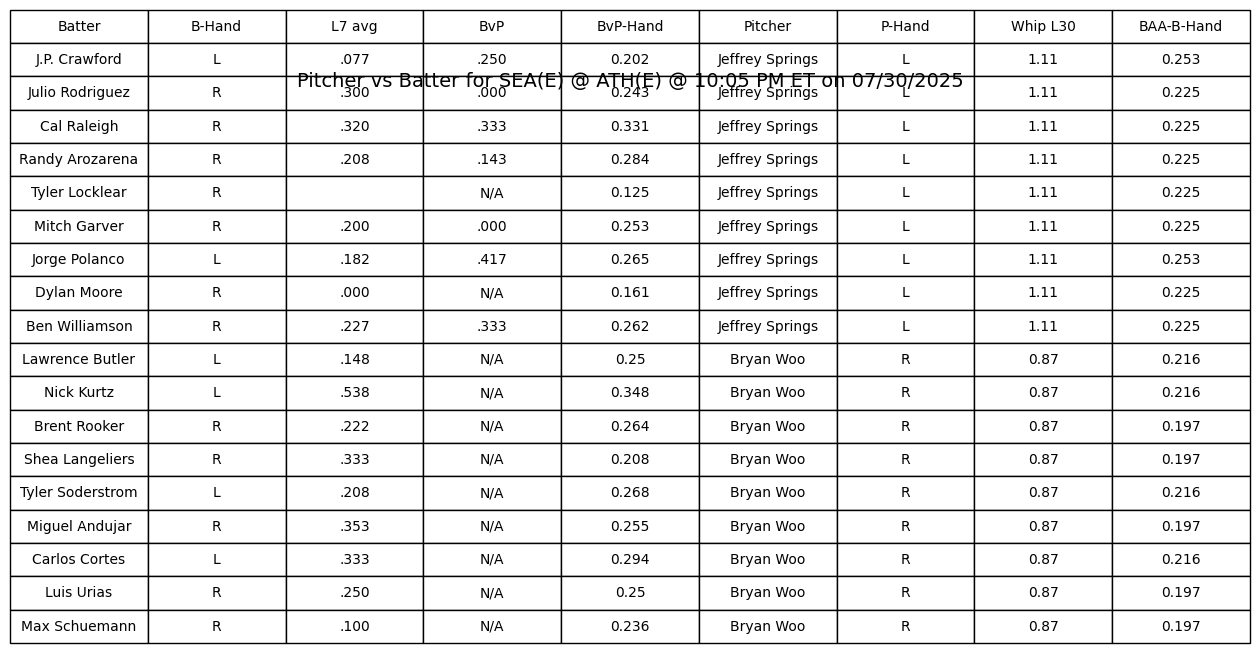 Batter B-Hand L7 avg BvP BvP-Hand Pitcher P-Hand Whip L30 BAA-B-Hand
J.P. Crawford L .077 .250 0.202 Jeffrey Springs L 1.11 0.253
Pitcher vs Batter for SEA(E) @ ATH(E) @ 10:05 PM ET on 07/30/2025
Julio Rodriguez R .300 .000 0.243 Jeffrey Springs L 1.11 0.225
Cal Raleigh R .320 .333 0.331 Jeffrey Springs L 1.11 0.225
Randy Arozarena R .208 .143 0.284 Jeffrey Springs L 1.11 0.225
Tyler Locklear R N/A 0.125 Jeffrey Springs L 1.11 0.225
Mitch Garver R .200 .000 0.253 Jeffrey Springs L 1.11 0.225
Jorge Polanco L .182 .417 0.265 Jeffrey Springs L 1.11 0.253
Dylan Moore R .000 N/A 0.161 Jeffrey Springs L 1.11 0.225
Ben Williamson R .227 .333 0.262 Jeffrey Springs L 1.11 0.225
Lawrence Butler L .148 N/A 0.25 Bryan Woo R 0.87 0.216
Nick Kurtz L .538 N/A 0.348 Bryan Woo R 0.87 0.216
Brent Rooker R .222 N/A 0.264 Bryan Woo R 0.87 0.197
Shea Langeliers R .333 N/A 0.208 Bryan Woo R 0.87 0.197
Tyler Soderstrom L .208 N/A 0.268 Bryan Woo R 0.87 0.216
Miguel Andujar R .353 N/A 0.255 Bryan Woo R 0.87 0.197
Carlos Cortes L .333 N/A 0.294 Bryan Woo R 0.87 0.216
Luis Urias R .250 N/A 0.25 Bryan Woo R 0.87 0.197
Max Schuemann R .100 N/A 0.236 Bryan Woo R 0.87 0.197